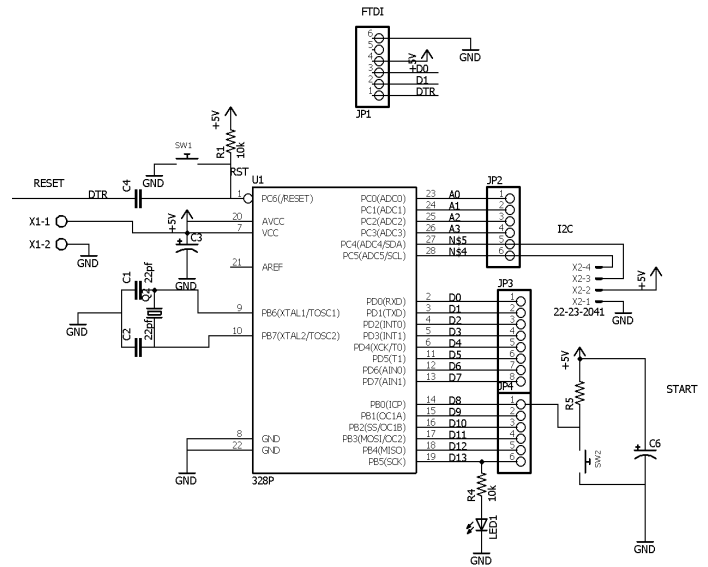 FTDI
6
5
4
3
2
1
+5V
D0
D1
DTR
GND
JP1
+5V
R1
10k
SW1
GND
RST
RESET
DTR
C4
X1-1
X1-2
GND
+5V
C3
GND
U1
1 PC6(/RESET)
20 AVCC
7 VCC
21 AREF
9 PB6(XTAL1/TOSC1)
10 PB7(XTAL2/TOSC2)
8 GND
22 GND
GND
C1
22pf
Q2
C2
22pf
GND
PC0(ADC0) 23 A0
PC1(ADC1) 24 A1
PC2(ADC2) 25 A2
PC3(ADC3) 26 A3
PC4(ADC4/SDA) 27 N$5
PC5(ADC5/SCL) 28 N$4
JP2
1
2
3
4
5
6
PD0(RXD) 2 D0
PD1(TXD) 3 D1
PD2(INT0) 4 D2
PD3(INT1) 5 D3
PD4(XCK/T0) 6 D4
PD5(T1) 11 D5
PD6(AIN0) 12 D6
PD7(AIN1) 13 D7
JP3
1
2
3
4
5
6
7
8
PB0(ICP) 14 D8
PB1(OC1A) 15 D9
PB2(SS/OC1B) 16 D10
PB3(MOSI/OC2) 17 D11
PB4(MISO) 18 D12
PB5(SCK) 19 D13
JP4
1
2
3
4
5
6
328P
I2C
X2-4
X2-3
X2-2
X2-1
22-23-2041
+5V
GND
+5V
R5
SW2
START
C6
GND
R4
10k
LED1
GND